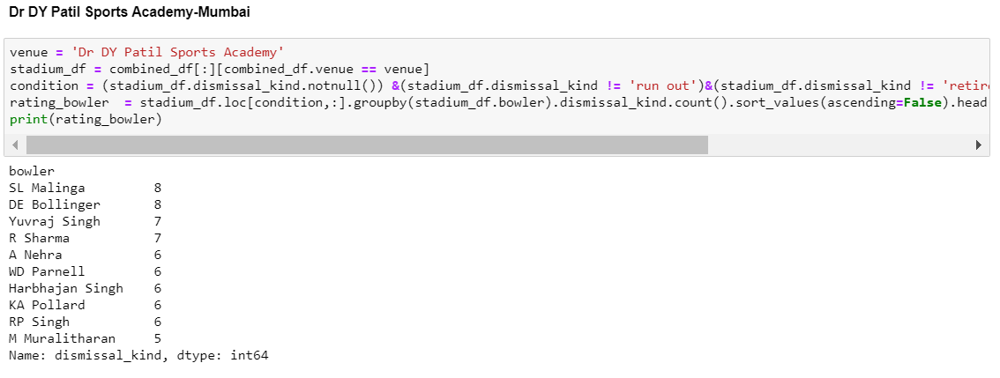 Dr DY Patil Sports Academy-Mumbai
venue = 'Dr DY Patil Sports Academy'
stadium_df = combined_df[:][combined_df.venue == venue]
condition = (stadium_df.dismissal_kind.notnull()) &(stadium_df.dismissal_kind != 'run out')&(stadium_df.dismissal_kind != 'retire
rating_bowler  = stadium_df.loc[condition,:].groupby(stadium_df.bowler).dismissal_kind.count().sort_values(ascending=False).head
print(rating_bowler)
bowler
SL Malinga 8
DE Bollinger 8
Yuvraj Singh 7
R Sharma 7
A Nehra 6
WD Parnell 6
Harbhajan Singh 6
KA Pollard 6
RP Singh 6
M Muralitharan 5
Name: dismissal_kind, dtype: int64